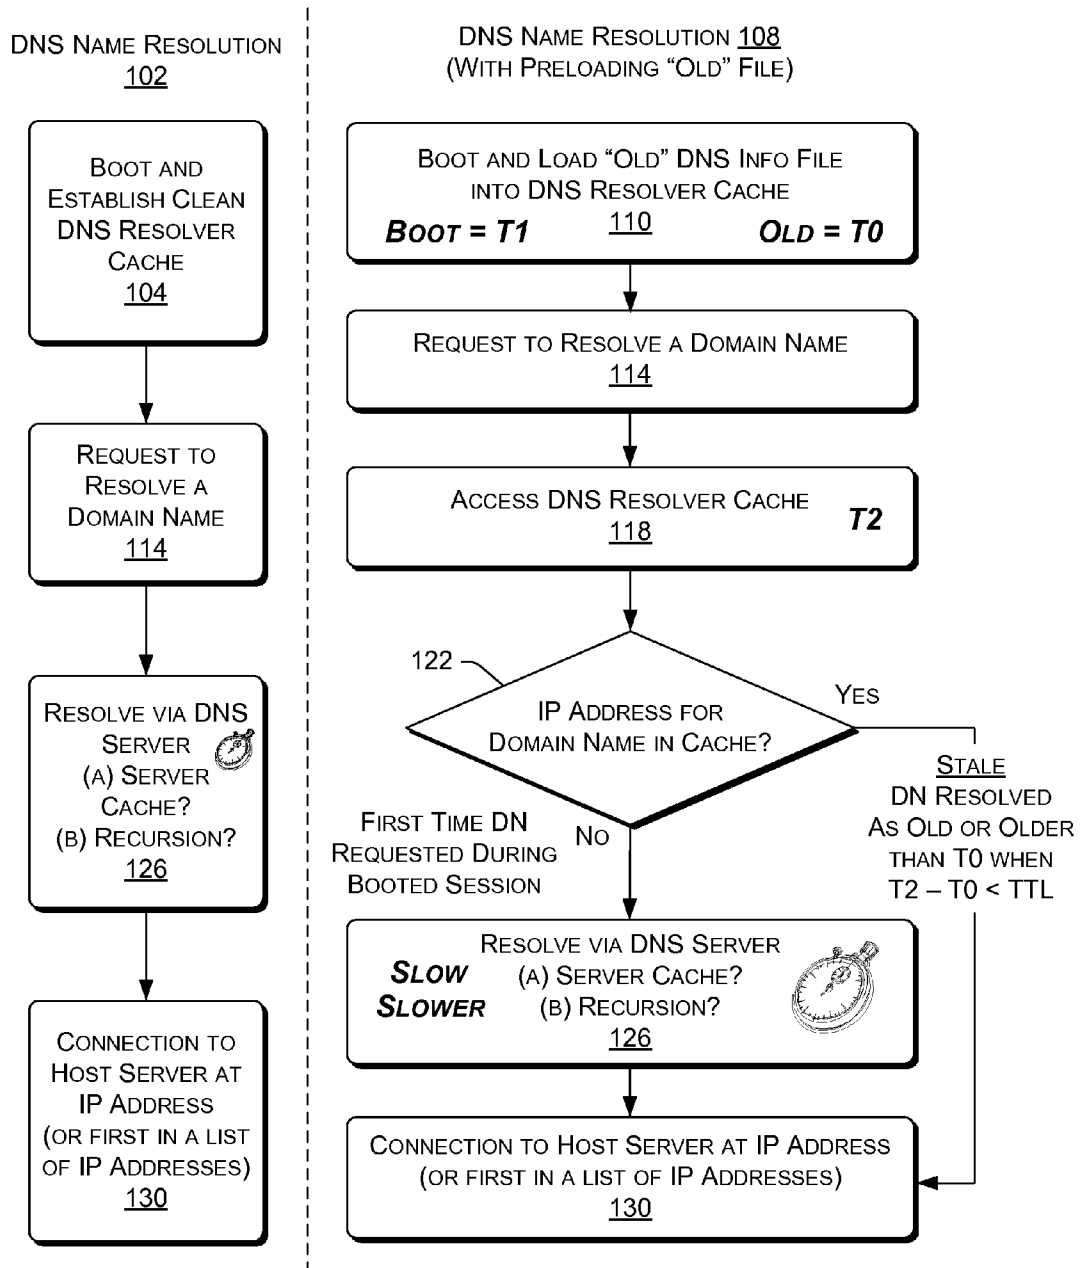 DNS NAME RESOLUTION
102
BOOT AND
ESTABLISH CLEAN
DNS RESOLVER
CACHE
104
REQUEST TO
RESOLVE A
DOMAIN NAME
114
RESOLVE VIA DNS
SERVER
(A) SERVER
CACHE?
(B) RECURSION?
126
CONNECTION TO
HOST SERVER AT
IP ADDRESS
(OR FIRST IN A LIST
OF IP ADDRESSES)
130
DNS NAME RESOLUTION 108
(WITH PRELOADING “OLD” FILE)
BOOT AND LOAD “OLD” DNS INFO FILE
INTO DNS RESOLVER CACHE
110
BOOT = T1
OLD = T0
REQUEST TO RESOLVE A DOMAIN NAME
114
ACCESS DNS RESOLVER CACHE
118
T2
122
IP ADDRESS FOR
DOMAIN NAME IN CACHE?
YES
STALE
DN RESOLVED
AS OLD OR OLDER
THAN T0 WHEN
T2 – T0 < TTL
NO
FIRST TIME DN
REQUESTED DURING
BOOTED SESSION
RESOLVE VIA DNS SERVER
SLOW (A) SERVER CACHE?
SLOWER (B) RECURSION?
126
CONNECTION TO HOST SERVER AT IP ADDRESS
(OR FIRST IN A LIST OF IP ADDRESSES)
130